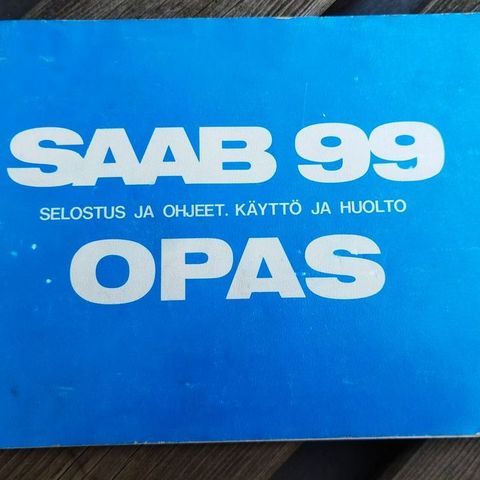 SAAB 99
SELOSTUS JA OHJEET. KÄYTTÖ JA HUOLTO
OPAS